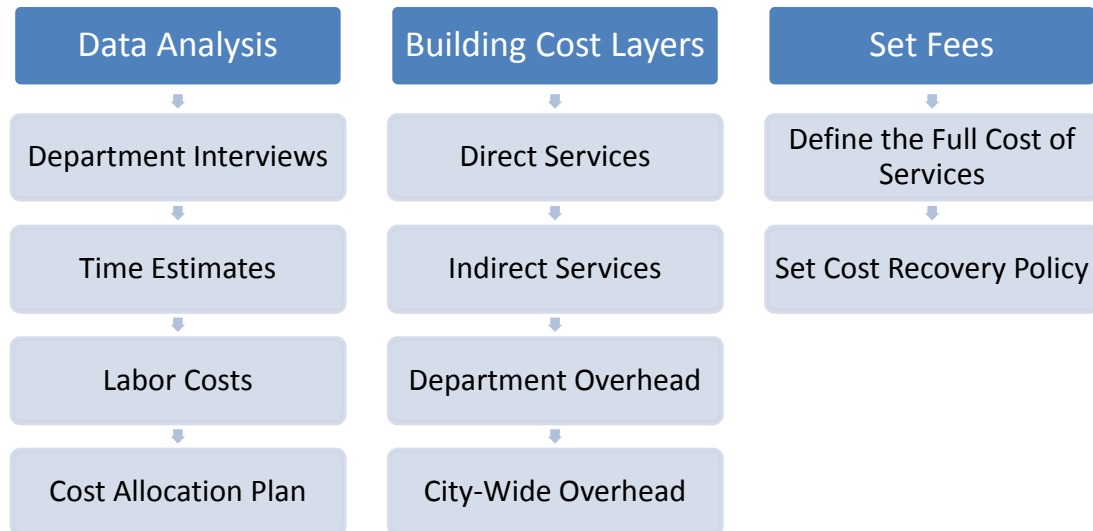 Data Analysis
Department Interviews
Time Estimates
Labor Costs
Cost Allocation Plan
Building Cost Layers
Direct Services
Indirect Services
Department Overhead
City-Wide Overhead
Set Fees
Define the Full Cost of
Services
Set Cost Recovery Policy